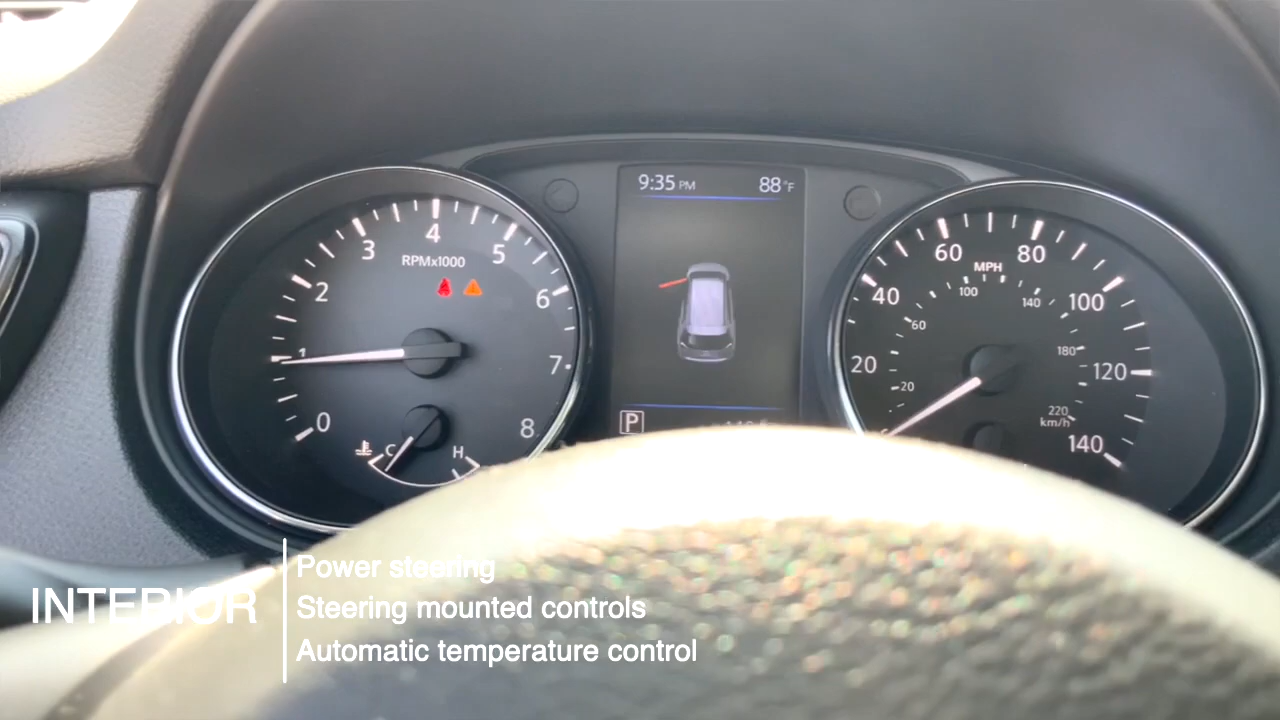 9:35 PM 88°F
0 1 2 3 4 5 6 7 8
RPMx1000
C H
P
20 40 60 80 100 120 140
MPH
20 60 100 140 180 220
km/h
INTERIOR
Power steering
Steering mounted controls
Automatic temperature control